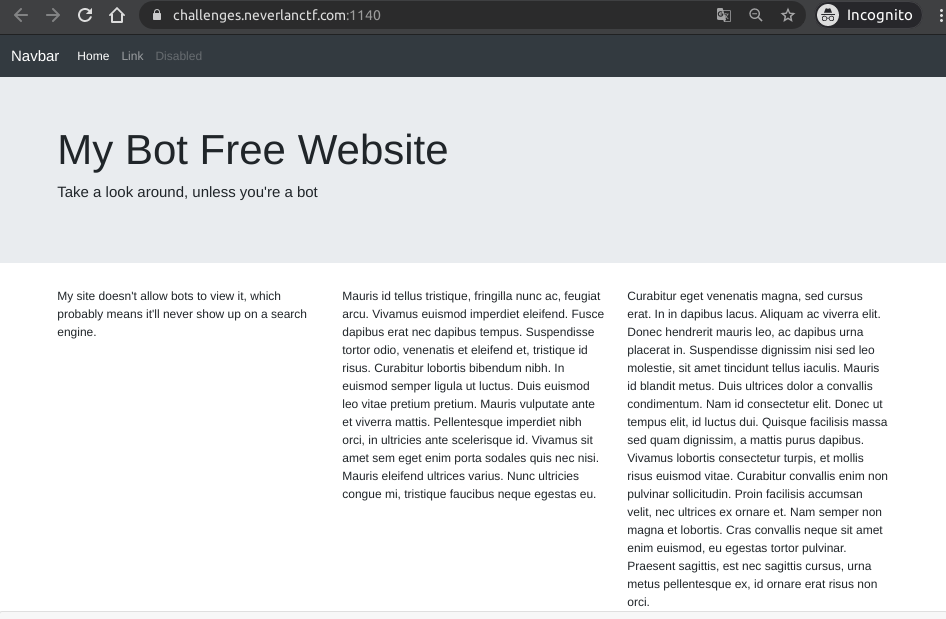 challenges.neverlanctf.com:1140
Incognito
Navbar Home Link Disabled
My Bot Free Website
Take a look around, unless you're a bot
My site doesn't allow bots to view it, which
probably means it'll never show up on a search
engine.
Mauris id tellus tristique, fringilla nunc ac, feugiat
arcu. Vivamus euismod imperdiet eleifend. Fusce
dapibus erat nec dapibus tempus. Suspendisse
tortor odio, venenatis et eleifend et, tristique id
risus. Curabitur lobortis bibendum nibh. In
euismod semper ligula ut luctus. Duis euismod
leo vitae pretium pretium. Mauris vulputate ante
et viverra mattis. Pellentesque imperdiet nibh
orci, in ultricies ante scelerisque id. Vivamus sit
amet sem eget enim porta sodales quis nec nisi.
Mauris eleifend ultrices varius. Nunc ultricies
congue mi, tristique faucibus neque egestas eu.
Curabitur eget venenatis magna, sed cursus
erat. In in dapibus lacus. Aliquam ac viverra elit.
Donec hendrerit mauris leo, ac dapibus urna
placerat in. Suspendisse dignissim nisi sed leo
molestie, sit amet tincidunt tellus iaculis. Mauris
id blandit metus. Duis ultrices dolor a convallis
condimentum. Nam id consectetur elit. Donec ut
tempus elit, id luctus dui. Quisque facilisis massa
sed quam dignissim, a mattis purus dapibus.
Vivamus lobortis consectetur turpis, et mollis
risus euismod vitae. Curabitur convallis enim non
pulvinar sollicitudin. Proin facilisis accumsan
velit, nec ultrices ex ornare et. Nam semper non
magna et lobortis. Cras convallis neque sit amet
enim euismod, eu egestas tortor pulvinar.
Praesent sagittis, est nec sagittis cursus, urna
metus pellentesque ex, id ornare erat risus non
orci.